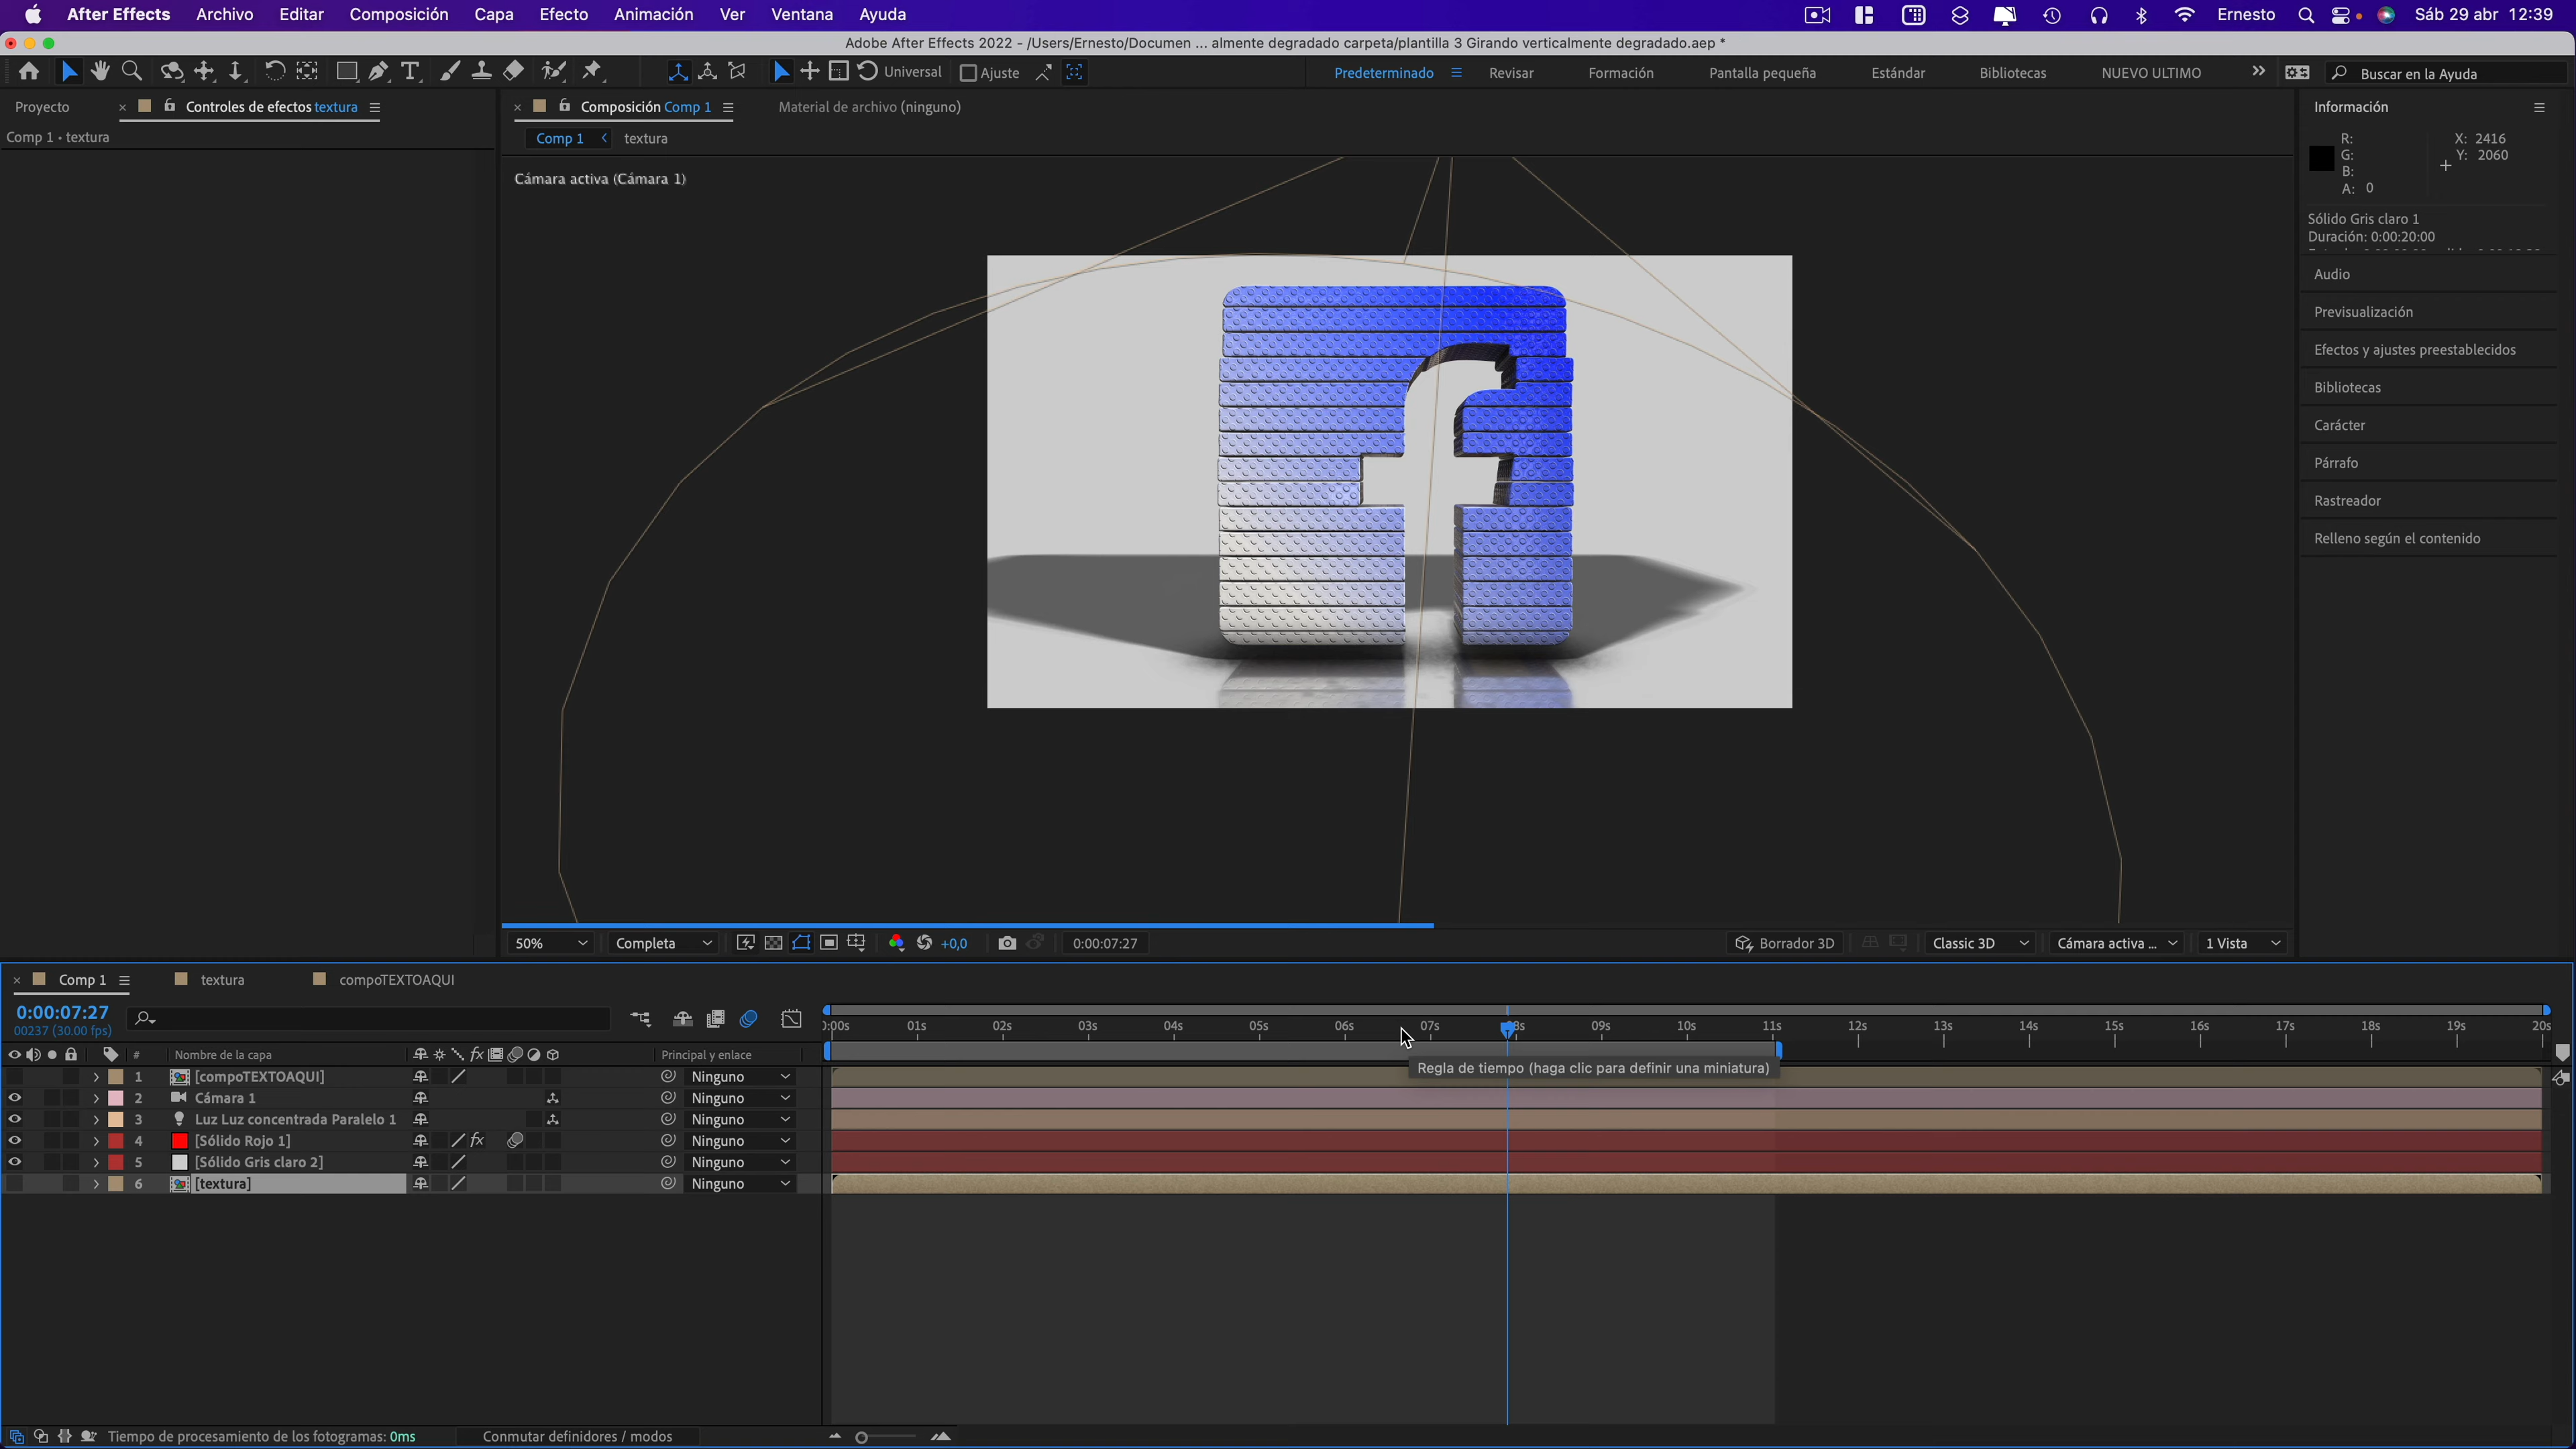 After Effects Archivo Editar Composición Capa Efecto Animación Ver Ventana Ayuda Ernesto Sáb 29 abr 12:39
Adobe After Effects 2022 - /Users/Ernesto/Documen ... almente degradado carpeta/plantilla 3 Girando verticalmente degradado.aep *
Universal Ajuste Predeterminado Revisar Formación Pantalla pequeña Estándar Bibliotecas NUEVO ULTIMO Buscar en la Ayuda
Proyecto Controles de efectos textura Composición Comp 1 Material de archivo (ninguno) Información
Comp 1 • textura Comp 1 textura
Cámara activa (Cámara 1)
R: X: 2416
G: Y: 2060
B:
A: 0
Sólido Gris claro 1
Duración: 0:00:20:00
Audio
Previsualización
Efectos y ajustes preestablecidos
Bibliotecas
Carácter
Párrafo
Rastreador
Relleno según el contenido
50% Completa +0,0 0:00:07:27 Borrador 3D Classic 3D Cámara activa ... 1 Vista
Comp 1 textura compoTEXTOAQUI
0:00:07:27
00237 (30.00 fps)
):00s 01s 02s 03s 04s 05s 06s 07s 08s 09s 10s 11s 12s 13s 14s 15s 16s 17s 18s 19s 20s
# Nombre de la capa fx Principal y enlace
Regla de tiempo (haga clic para definir una miniatura)
1 [compoTEXTOAQUI] Ninguno
2 Cámara 1 Ninguno
3 Luz Luz concentrada Paralelo 1 Ninguno
4 [Sólido Rojo 1] fx Ninguno
5 [Sólido Gris claro 2] Ninguno
6 [textura] Ninguno
Tiempo de procesamiento de los fotogramas: 0ms Conmutar definidores / modos